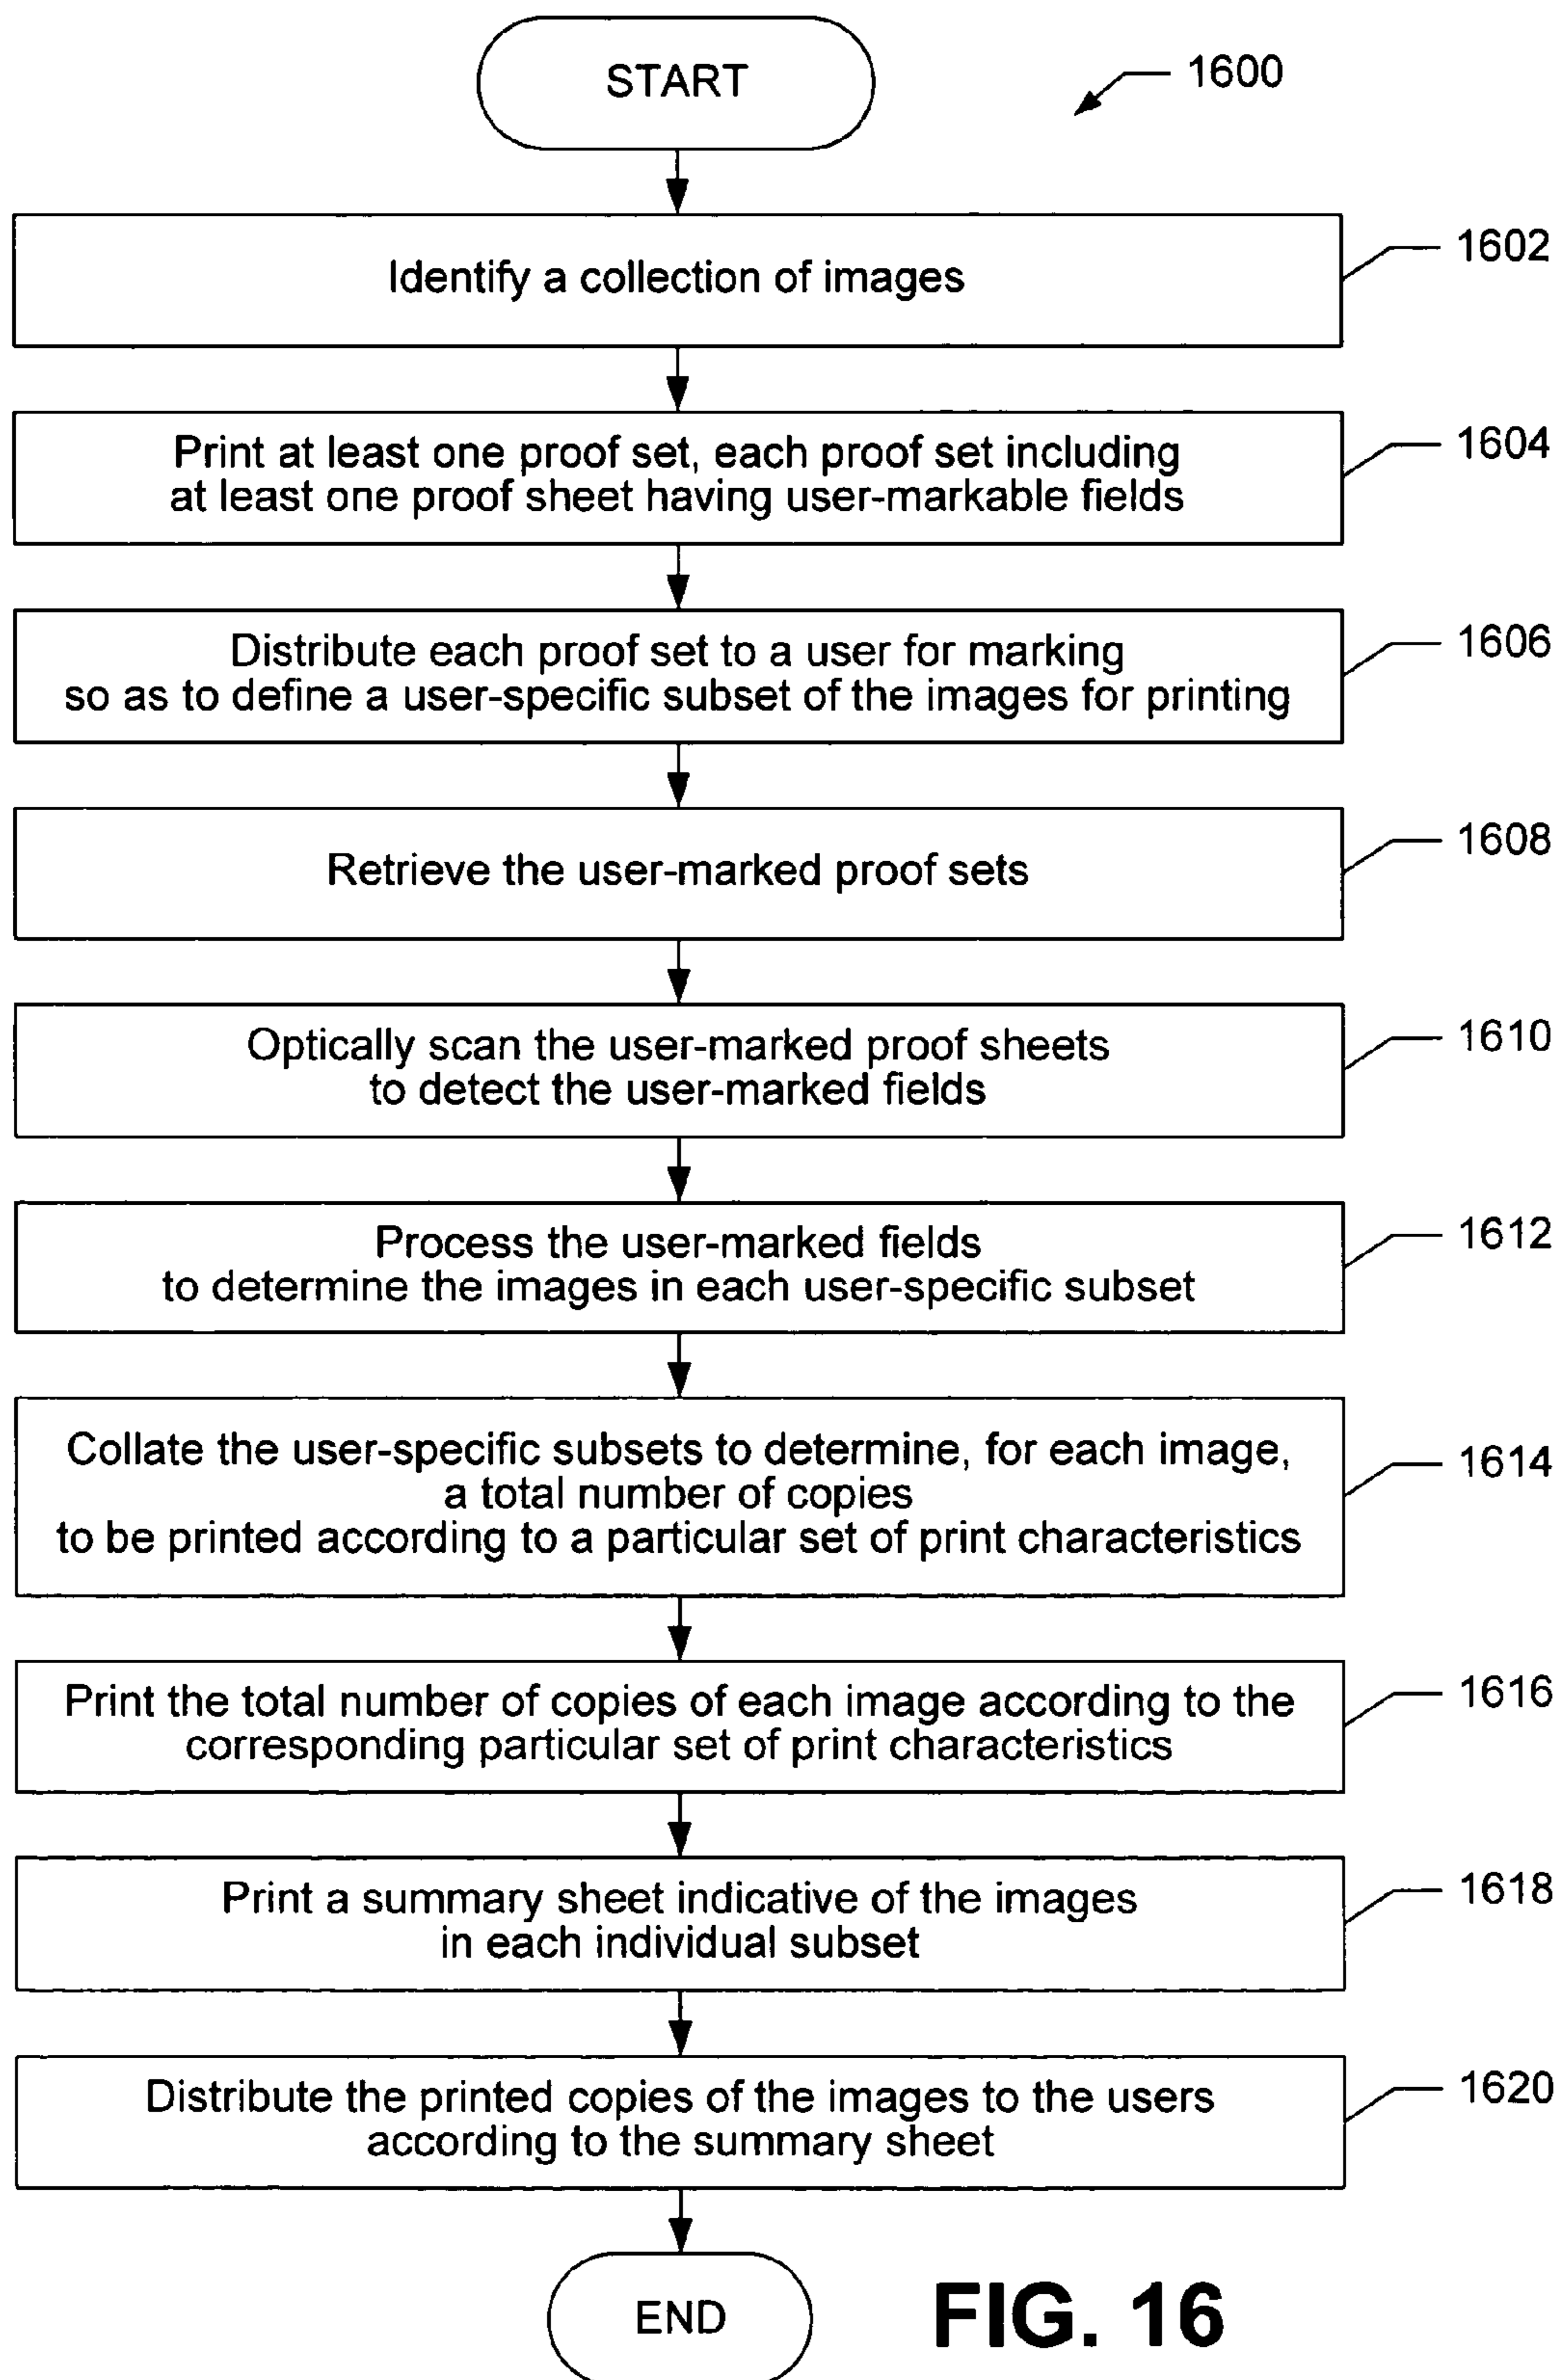 START
1600
Identify a collection of images
1602
Print at least one proof set, each proof set including
at least one proof sheet having user-markable fields
1604
Distribute each proof set to a user for marking
so as to define a user-specific subset of the images for printing
1606
Retrieve the user-marked proof sets
1608
Optically scan the user-marked proof sheets
to detect the user-marked fields
1610
Process the user-marked fields
to determine the images in each user-specific subset
1612
Collate the user-specific subsets to determine, for each image,
a total number of copies
to be printed according to a particular set of print characteristics
1614
Print the total number of copies of each image according to the
corresponding particular set of print characteristics
1616
Print a summary sheet indicative of the images
in each individual subset
1618
Distribute the printed copies of the images to the users
according to the summary sheet
1620
END
FIG. 16